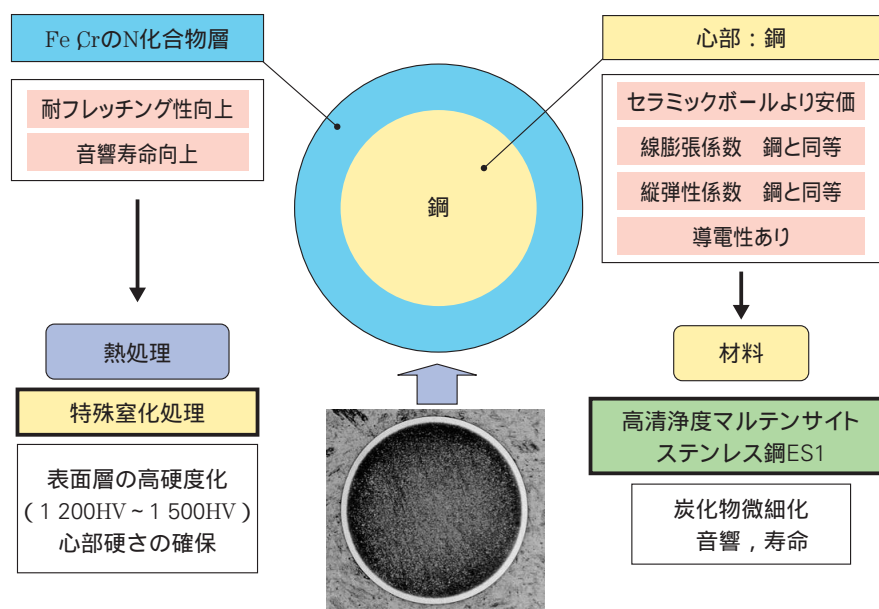 Fe,CrのN化合物層
耐フレッチング性向上
音響寿命向上
熱処理
特殊窒化処理
表面層の高硬度化
(1 200HV~1 500HV)
心部硬さの確保
鋼
心部:鋼
セラミックボールより安価
線膨張係数 鋼と同等
縦弾性係数 鋼と同等
導電性あり
材料
高清浄度マルテンサイト
ステンレス鋼ES1
炭化物微細化
音響,寿命